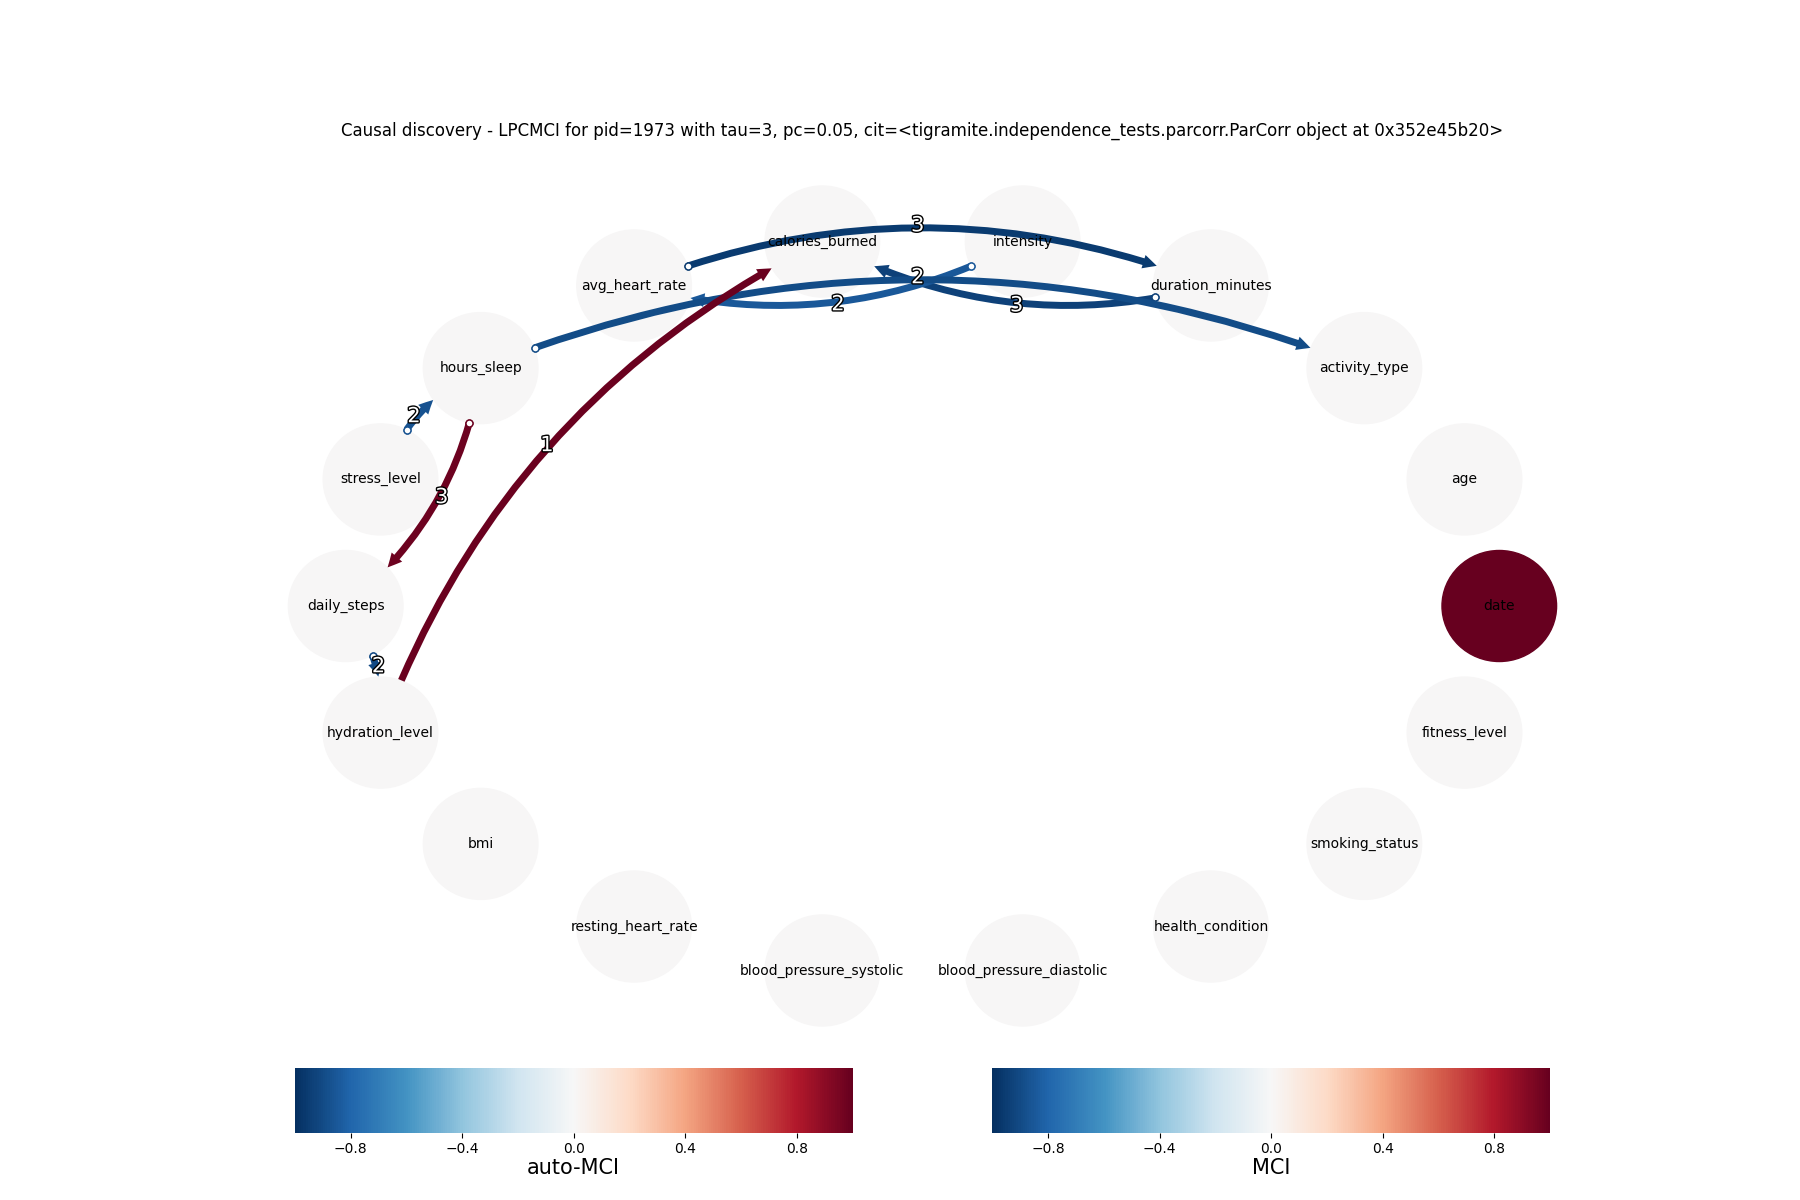 Causal discovery - LPCMCI for pid=1973 with tau=3, pc=0.05, cit=<tigramite.independence_tests.parcorr.ParCorr object at 0x352e45b20>
3
calories_burned
intensity
avg_heart_rate
2
duration_minutes
2
3
hours_sleep
activity_type
2
1
stress_level
3
age
daily_steps
date
2
hydration_level
fitness_level
bmi
smoking_status
resting_heart_rate
health_condition
blood_pressure_systolic
blood_pressure_diastolic
−0.8 −0.4 0.0 0.4 0.8
auto-MCI
−0.8 −0.4 0.0 0.4 0.8
MCI